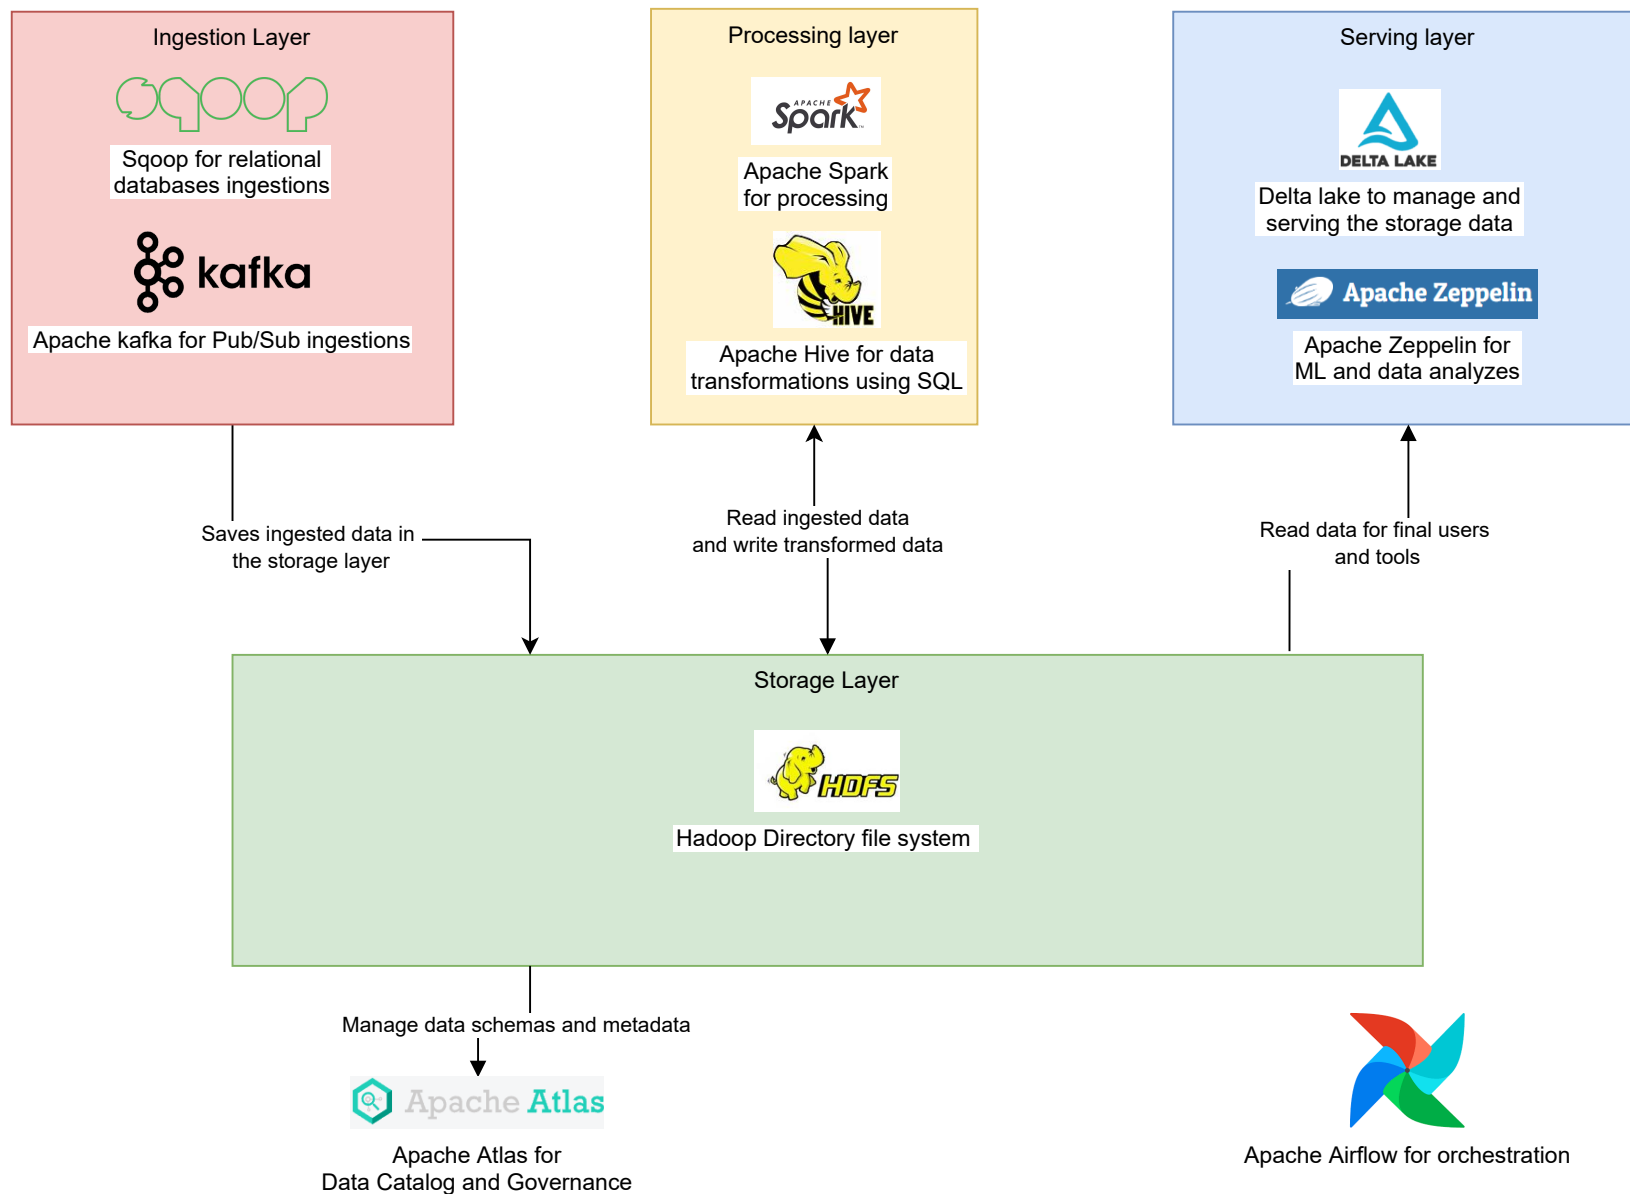 Ingestion Layer
sqoop
Sqoop for relational
databases ingestions
kafka
Apache kafka for Pub/Sub ingestions
Processing layer
APACHE
Spark
TM
Apache Spark
for processing
HIVE
Apache Hive for data
transformations using SQL
Serving layer
DELTA LAKE
Delta lake to manage and
serving the storage data
Apache Zeppelin
Apache Zeppelin for
ML and data analyzes
Saves ingested data in
the storage layer
Read ingested data
and write transformed data
Read data for final users
and tools
Storage Layer
HDFS
Hadoop Directory file system
Manage data schemas and metadata
Apache Atlas
Apache Atlas for
Data Catalog and Governance
Apache Airflow for orchestration